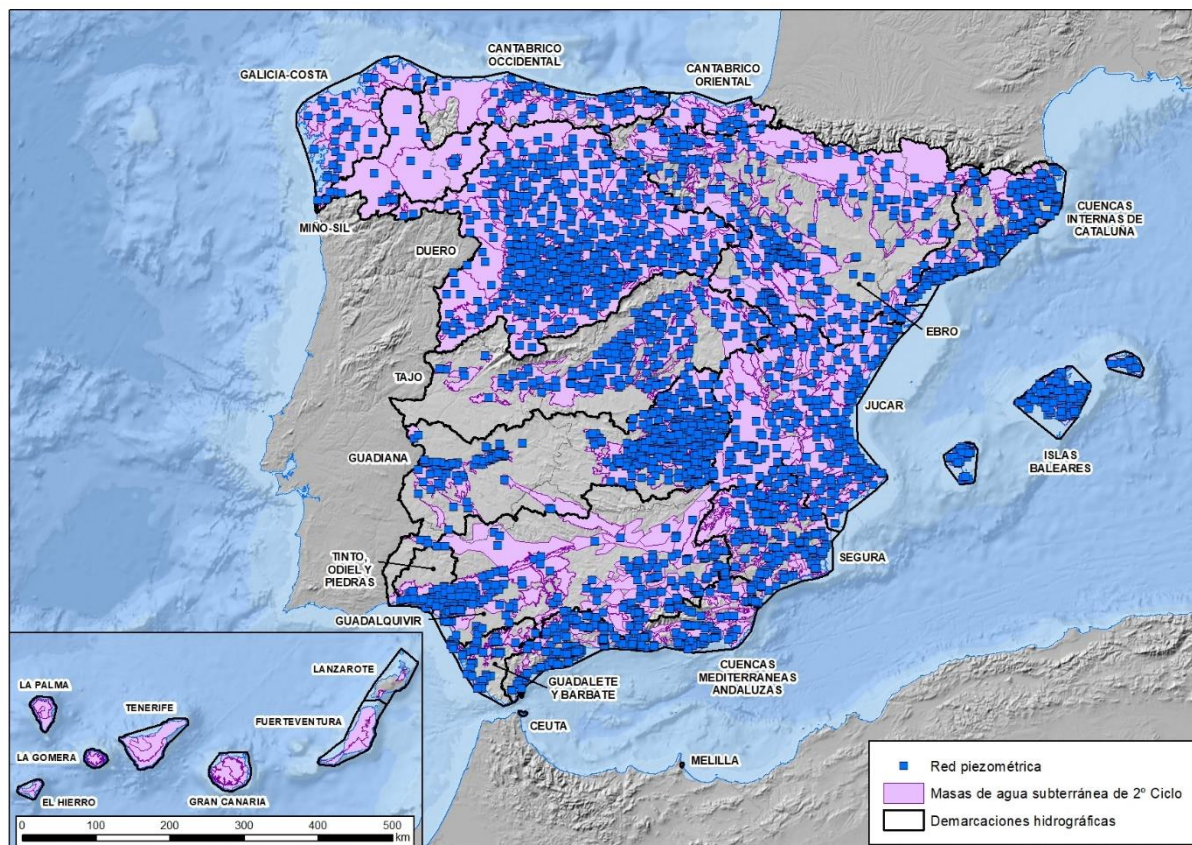 CANTABRICO
OCCIDENTAL
GALICIA-COSTA
CANTABRICO
ORIENTAL
CUENCAS
INTERNAS DE
CATALUÑA
MIÑO-SIL
DUERO
EBRO
TAJO
JUCAR
GUADIANA
ISLAS
BALEARES
TINTO,
ODIEL Y
PIEDRAS
SEGURA
GUADALQUIVIR
GUADALETE
Y BARBATE
CUENCAS
MEDITERRÁNEAS
ANDALUZAS
CEUTA
MELILLA
LANZAROTE
LA PALMA
TENERIFE
FUERTEVENTURA
LA GOMERA
EL HIERRO
GRAN CANARIA
0 100 200 300 400 500
km
Red piezométrica
Masas de agua subterránea de 2º Ciclo
Demarcaciones hidrográficas